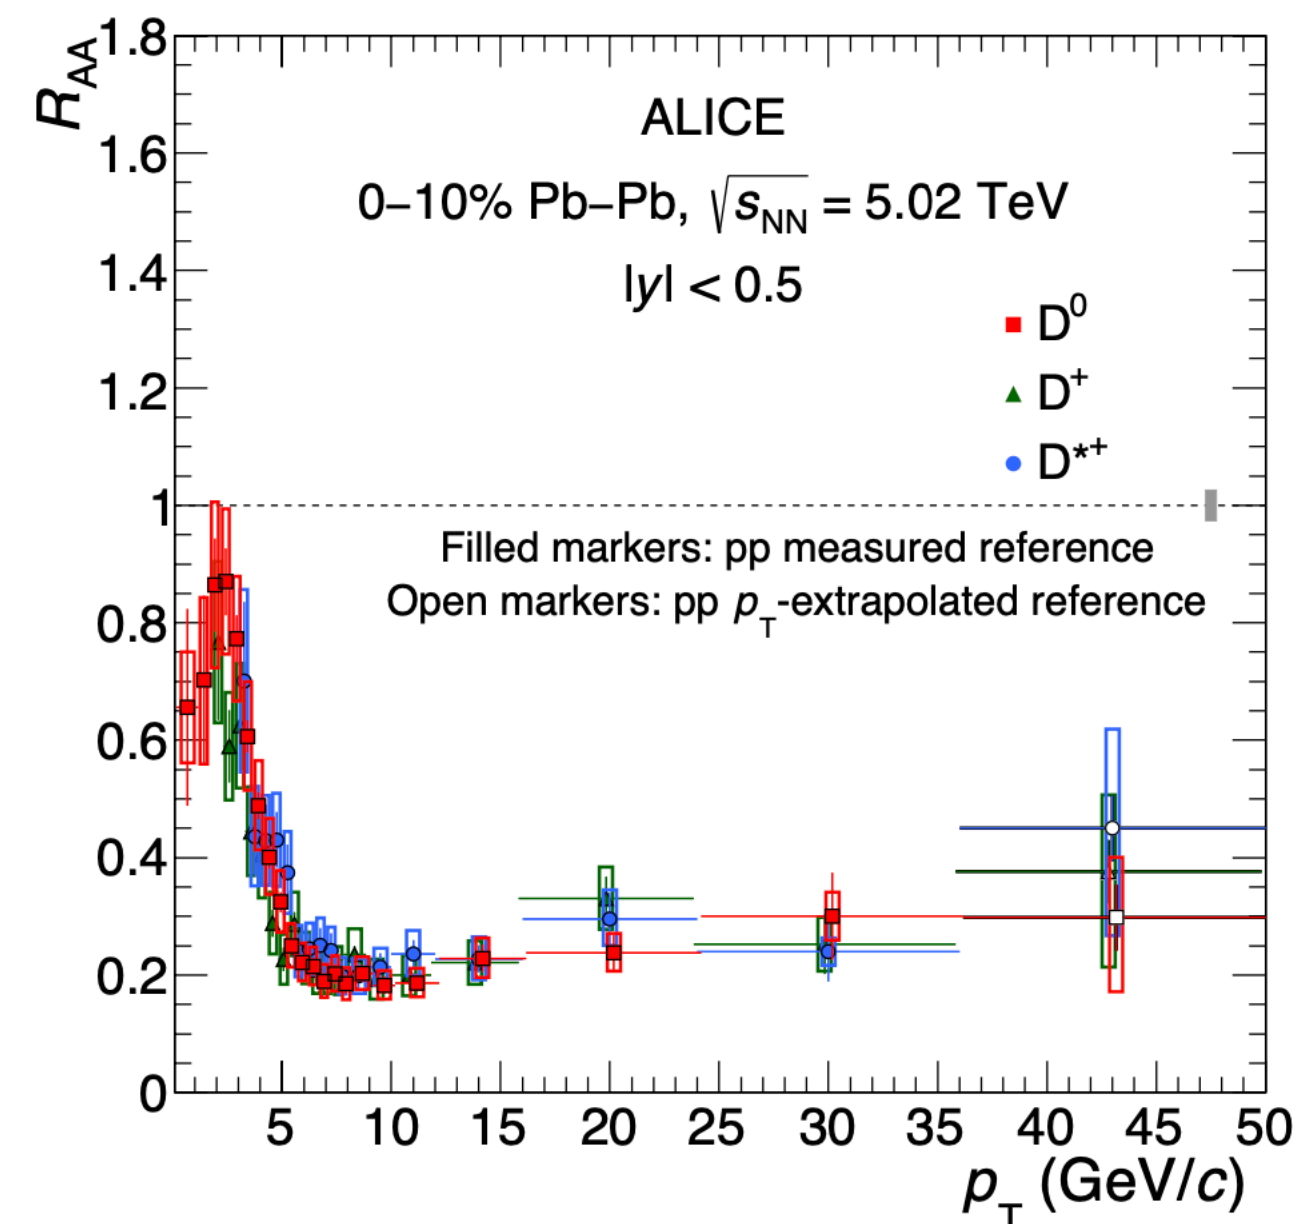 R_AA
1.8
1.6
1.4
1.2
1
0.8
0.6
0.4
0.2
0
ALICE
0–10% Pb–Pb, √s_NN = 5.02 TeV
|y| < 0.5
D⁰
D⁺
D*⁺
Filled markers: pp measured reference
Open markers: pp p_T-extrapolated reference
5 10 15 20 25 30 35 40 45 50
p_T (GeV/c)